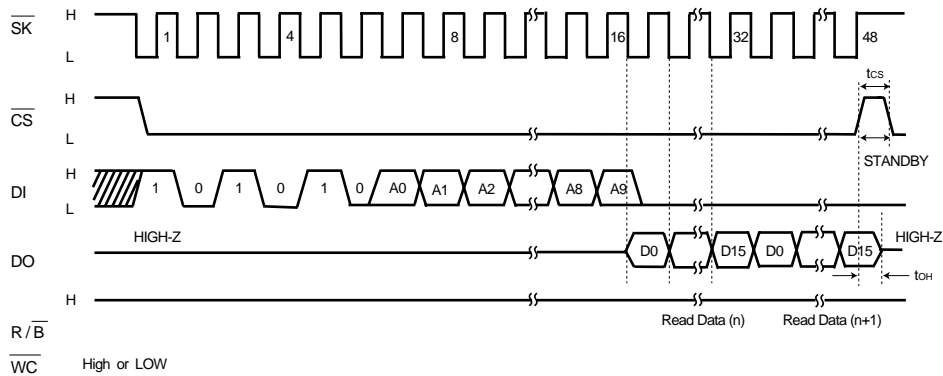 SK H L 1 4 8 16 32 48
tCS
CS H L
STANDBY
DI H L 1 0 1 0 1 0 A0 A1 A2 A8 A9
HIGH-Z HIGH-Z
DO D0 D15 D0 D15
tOH
H
R / B Read Data (n) Read Data (n+1)
WC High or LOW